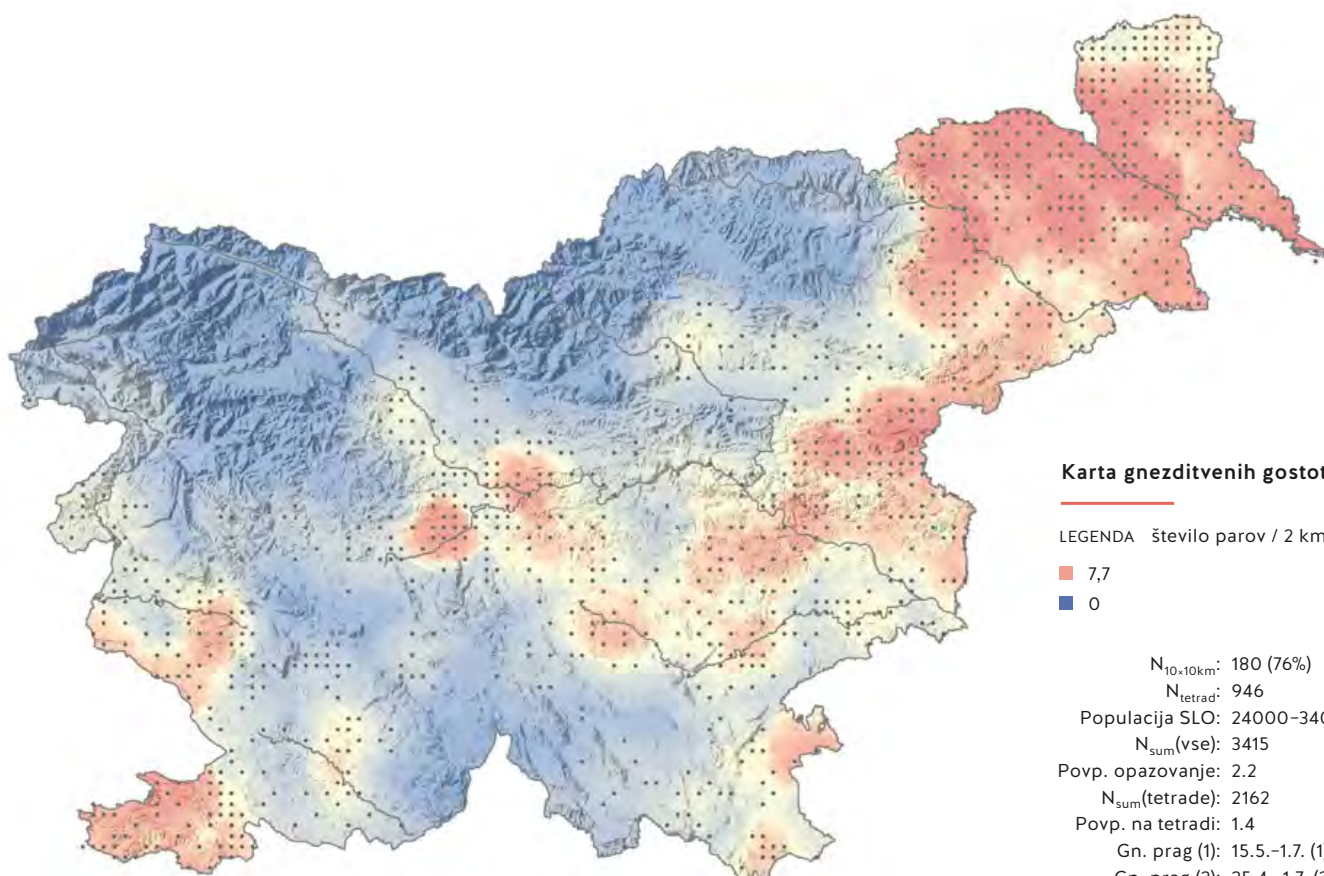 Karta gnezditvenih gostot
LEGENDA število parov / 2 km
7,7
0
N10×10km: 180 (76%)
Ntetrad: 946
Populacija SLO: 24000–340
Nsum(vse): 3415
Povp. opazovanje: 2.2
Nsum(tetrade): 2162
Povp. na tetradi: 1.4
Gn. prag (1): 15.5.–1.7. (1)